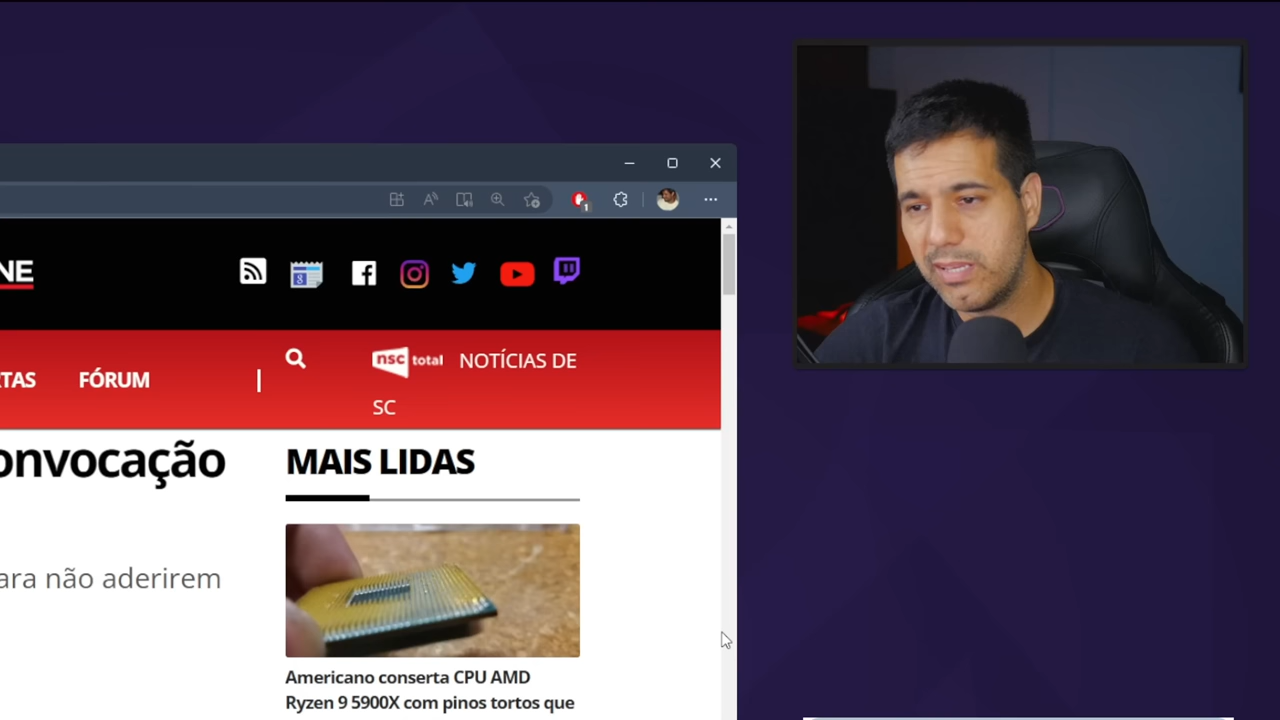 1
NE
TAS
FÓRUM
nsc total
NOTÍCIAS DE
SC
onvocação
MAIS LIDAS
ara não aderirem
Americano conserta CPU AMD
Ryzen 9 5900X com pinos tortos que